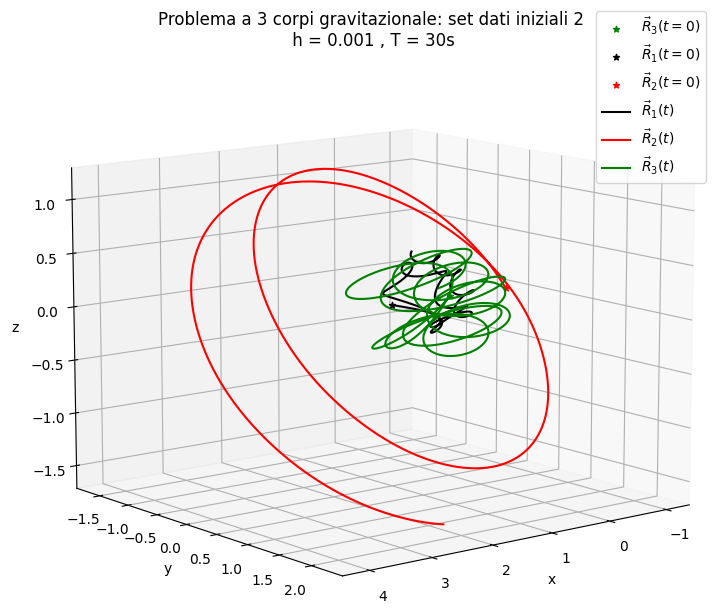 Problema a 3 corpi gravitazionale: set dati iniziali 2
h = 0.001 , T = 30s
R⃗₃(t = 0)
R⃗₁(t = 0)
R⃗₂(t = 0)
R⃗₁(t)
R⃗₂(t)
R⃗₃(t)
1.0
0.5
0.0
−0.5
−1.0
−1.5
z
−1.5
−1.0
−0.5
0.0
0.5
1.0
1.5
2.0
y
4
3
2
1
0
−1
x